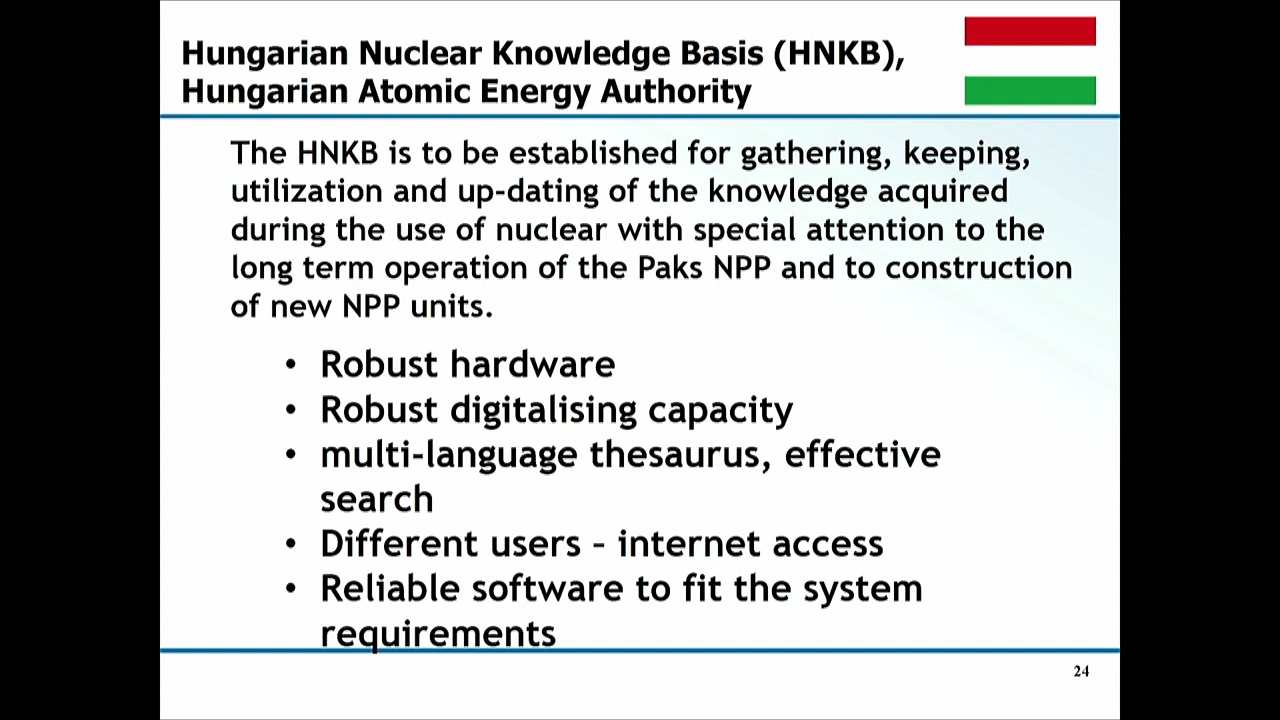 Hungarian Nuclear Knowledge Basis (HNKB),
Hungarian Atomic Energy Authority
The HNKB is to be established for gathering, keeping,
utilization and up-dating of the knowledge acquired
during the use of nuclear with special attention to the
long term operation of the Paks NPP and to construction
of new NPP units.
• Robust hardware
• Robust digitalising capacity
• multi-language thesaurus, effective
search
• Different users – internet access
• Reliable software to fit the system
requirements
24